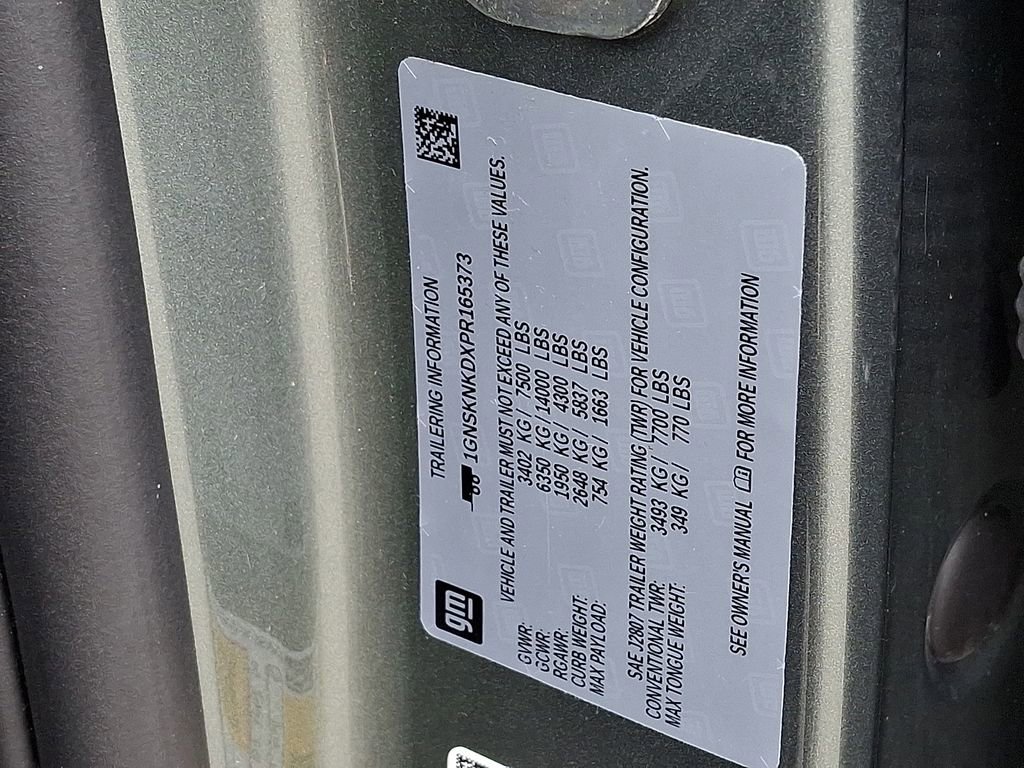 gm
TRAILERING INFORMATION
1GNSKNKDXPR165373
VEHICLE AND TRAILER MUST NOT EXCEED ANY OF THESE VALUES.
GVWR: 3402 KG / 7500 LBS
GCWR: 6350 KG / 14000 LBS
RGAWR: 1950 KG / 4300 LBS
CURB WEIGHT: 2648 KG / 5837 LBS
MAX PAYLOAD: 754 KG / 1663 LBS
SAE J2807 TRAILER WEIGHT RATING (TWR) FOR VEHICLE CONFIGURATION.
CONVENTIONAL TWR: 3493 KG / 7700 LBS
MAX TONGUE WEIGHT: 349 KG / 770 LBS
SEE OWNER'S MANUAL FOR MORE INFORMATION